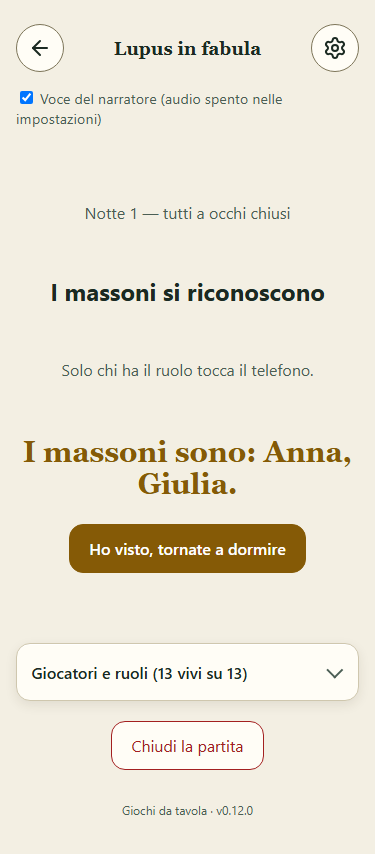 Lupus in fabula
Voce del narratore (audio spento nelle
impostazioni)
Notte 1 — tutti a occhi chiusi
I massoni si riconoscono
Solo chi ha il ruolo tocca il telefono.
I massoni sono: Anna,
Giulia.
Ho visto, tornate a dormire
Giocatori e ruoli (13 vivi su 13)
Chiudi la partita
Giochi da tavola · v0.12.0